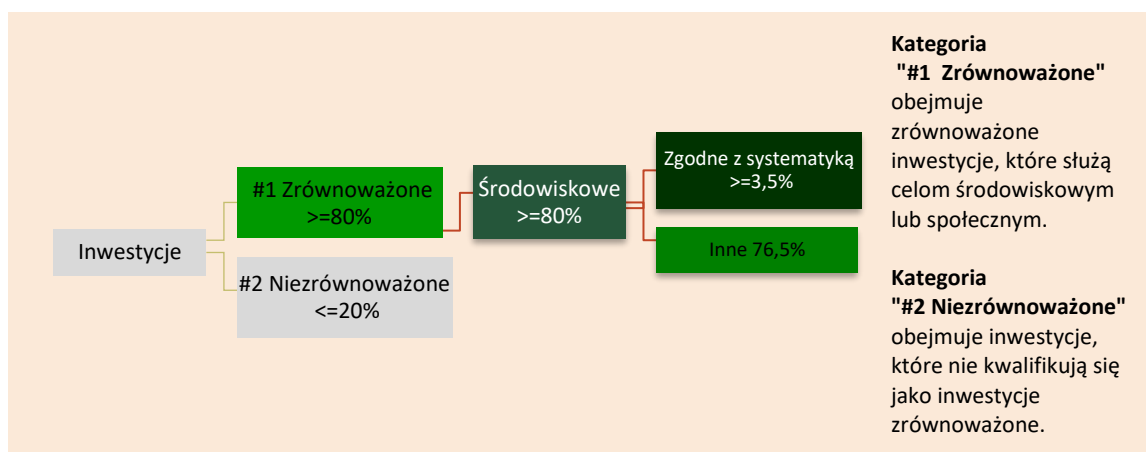 Inwestycje
#1 Zrównoważone
>=80%
#2 Niezrównoważone
<=20%
Środowiskowe
>=80%
Zgodne z systematyką
>=3,5%
Inne 76,5%
Kategoria
"#1 Zrównoważone"
obejmuje
zrównoważone
inwestycje, które służą
celom środowiskowym
lub społecznym.
Kategoria
"#2 Niezrównoważone"
obejmuje inwestycje,
które nie kwalifikują się
jako inwestycje
zrównoważone.